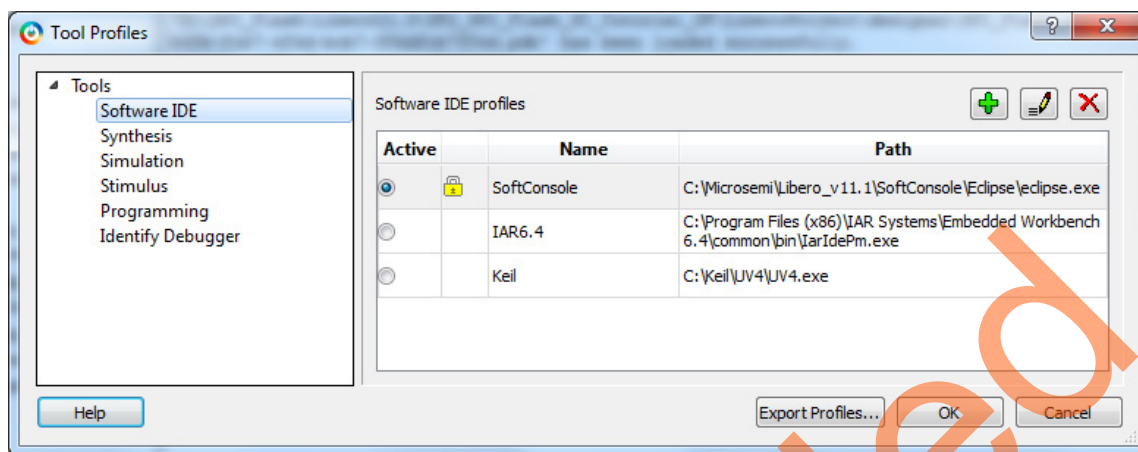 Tool Profiles
Tools
Software IDE
Synthesis
Simulation
Stimulus
Programming
Identify Debugger
Software IDE profiles
Active Name Path
SoftConsole C:\Microsemi\Libero_v11.1\SoftConsole\Eclipse\eclipse.exe
IAR6.4 C:\Program Files (x86)\IAR Systems\Embedded Workbench
6.4\common\bin\IarIdePm.exe
Keil C:\Keil\UV4\UV4.exe
Help Export Profiles... OK Cancel